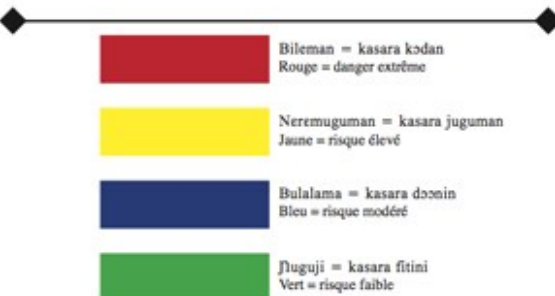 Bileman = kasara kɔdan
Rouge = danger extrême
Neremuguman = kasara juguman
Jaune = risque élevé
Bulalama = kasara dɔɔnin
Bleu = risque modéré
Ɲuguji = kasara fitini
Vert = risque faible